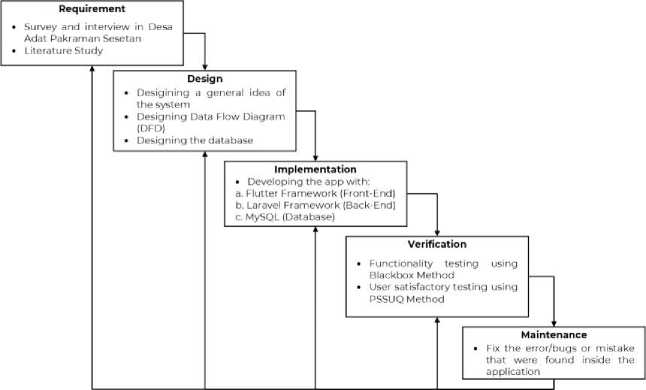 Requirement
• Survey and interview in Desa
Adat Pakraman Sesetan
• Literature Study
Design
• Desigining a general idea of
the system
• Designing Data Flow Diagram
(DFD)
• Designing the database
Implementation
• Developing the app with:
a. Flutter Framework (Front-End)
b. Laravel Framework (Back-End)
c. MySQL (Database)
Verification
• Functionality testing using
Blackbox Method
• User satisfactory testing using
PSSUQ Method
Maintenance
• Fix the error/bugs or mistake
that were found inside the
application